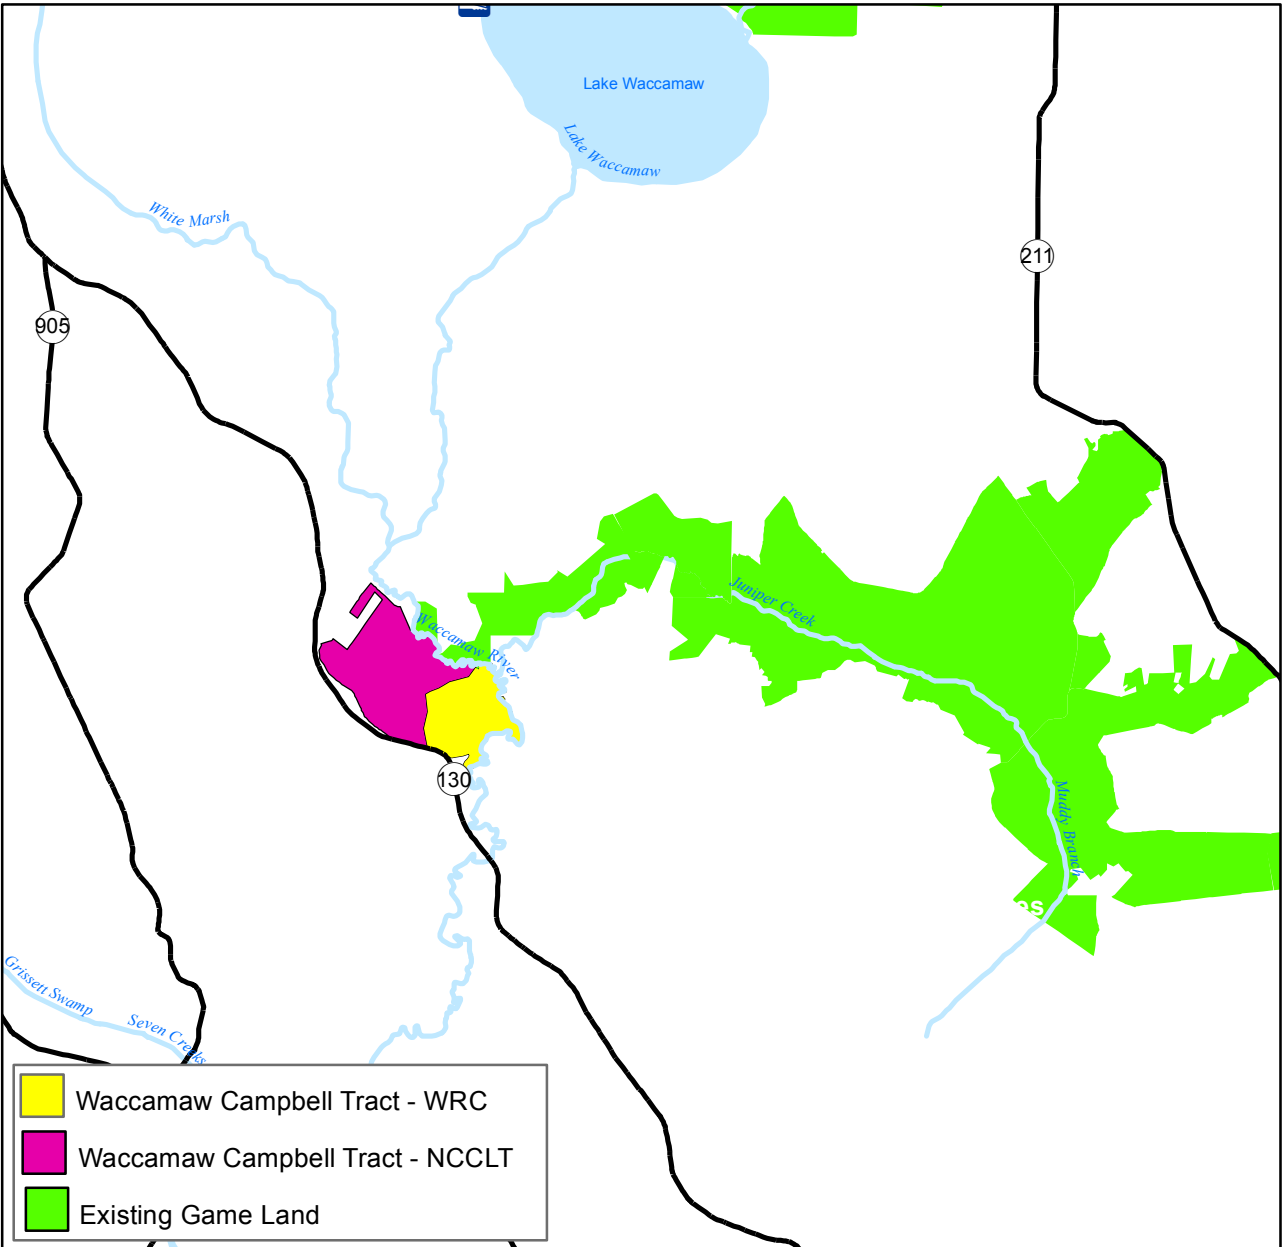 Lake Waccamaw
Lake Waccamaw
White Marsh
211
905
Juniper Creek
Waccamaw River
130
Muddy Branch
es
Grissett Swamp
Seven Creeks
Waccamaw Campbell Tract - WRC
Waccamaw Campbell Tract - NCCLT
Existing Game Land